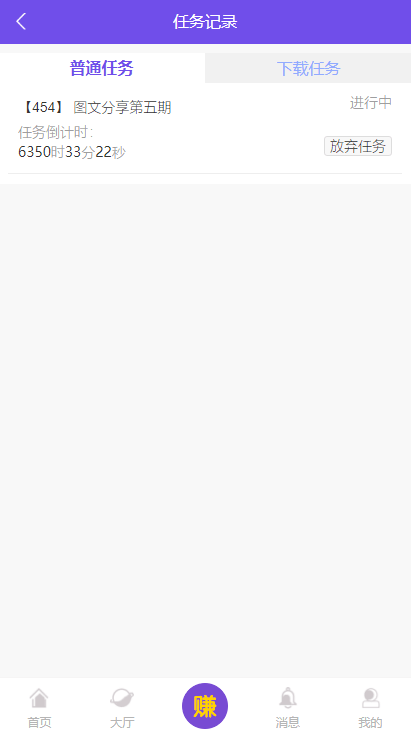 任务记录
普通任务 下载任务
【454】 图文分享第五期 进行中
任务倒计时：
6350时33分22秒 放弃任务
赚
首页 大厅 消息 我的